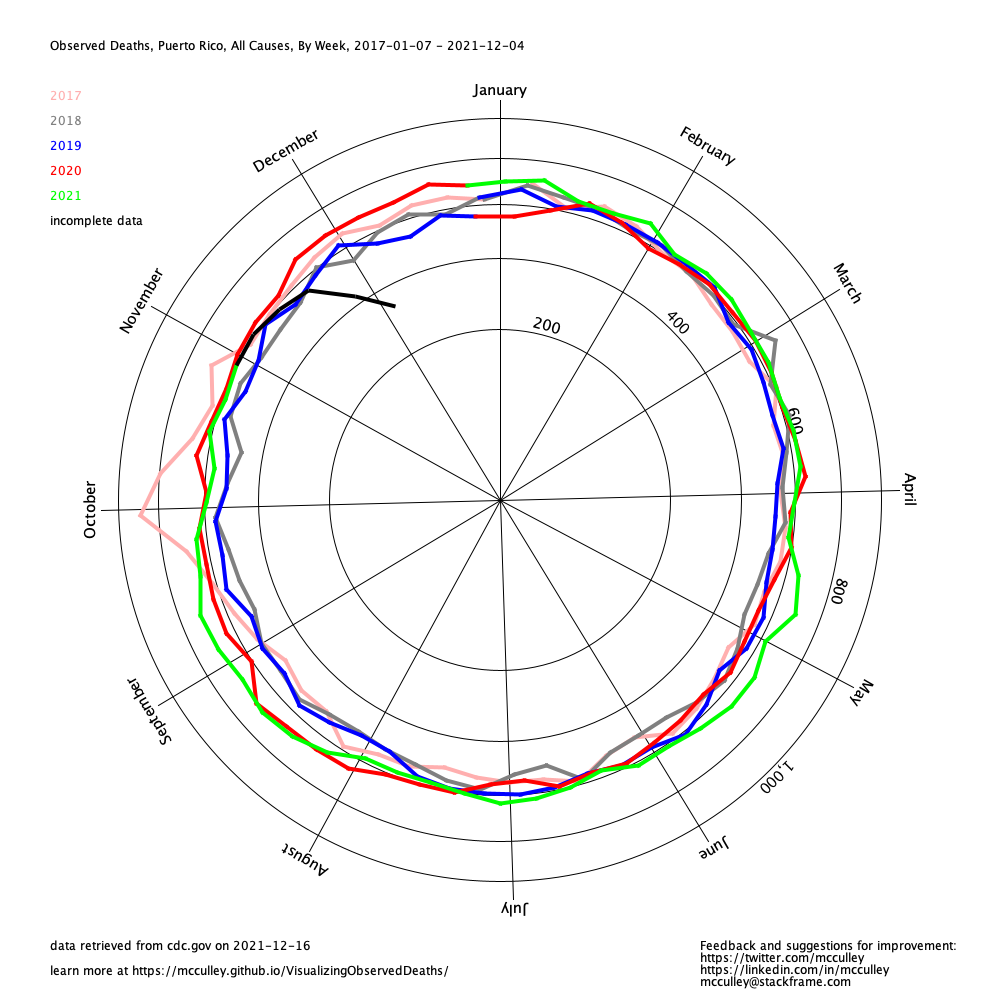 Observed Deaths, Puerto Rico, All Causes, By Week, 2017-01-07 - 2021-12-04
2017
2018
2019
2020
2021
incomplete data
January
February
March
April
May
June
July
August
September
October
November
December
200
400
600
800
1,000
data retrieved from cdc.gov on 2021-12-16
learn more at https://mcculley.github.io/VisualizingObservedDeaths/
Feedback and suggestions for improvement:
https://twitter.com/mcculley
https://linkedin.com/in/mcculley
mcculley@stackframe.com